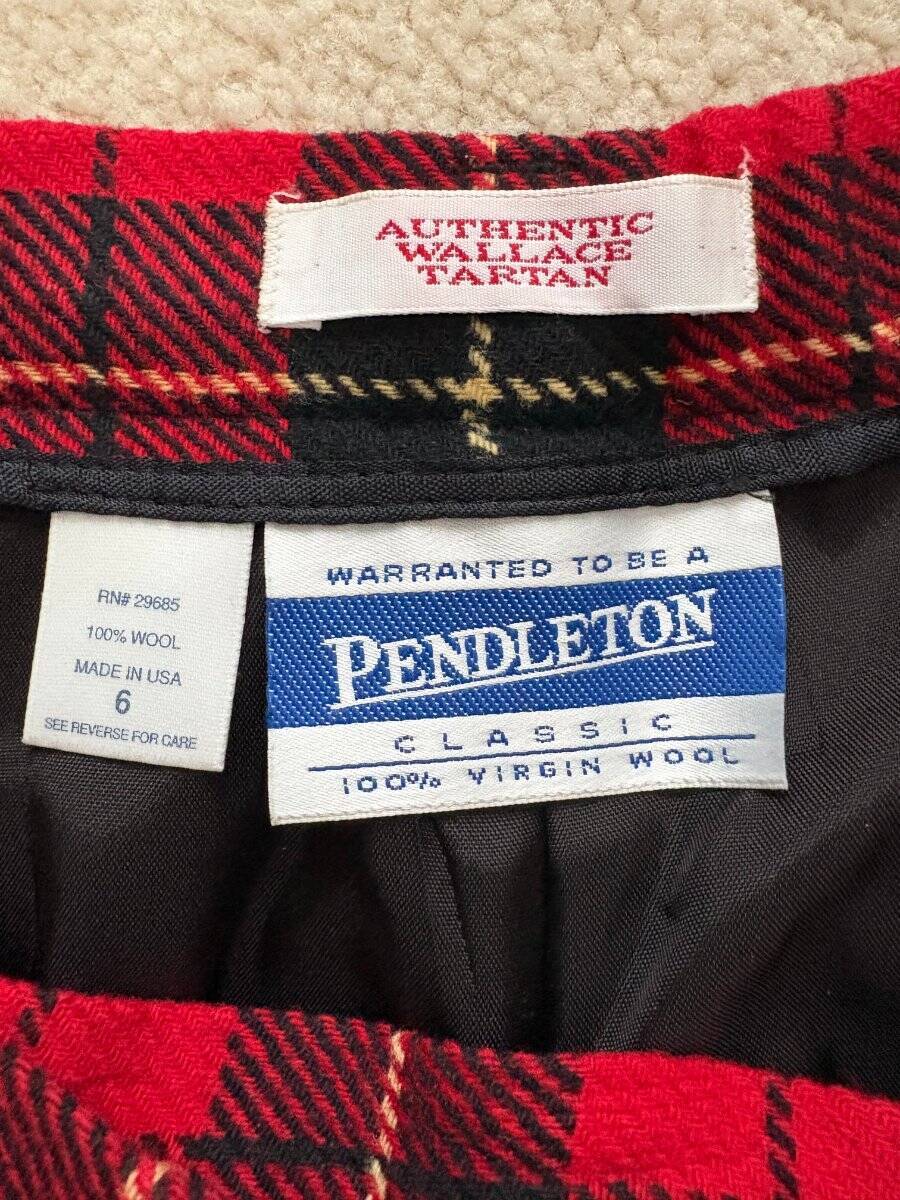 AUTHENTIC
WALLACE
TARTAN
RN# 29685
100% WOOL
MADE IN USA
6
SEE REVERSE FOR CARE
WARRANTED TO BE A
PENDLETON
CLASSIC
100% VIRGIN WOOL